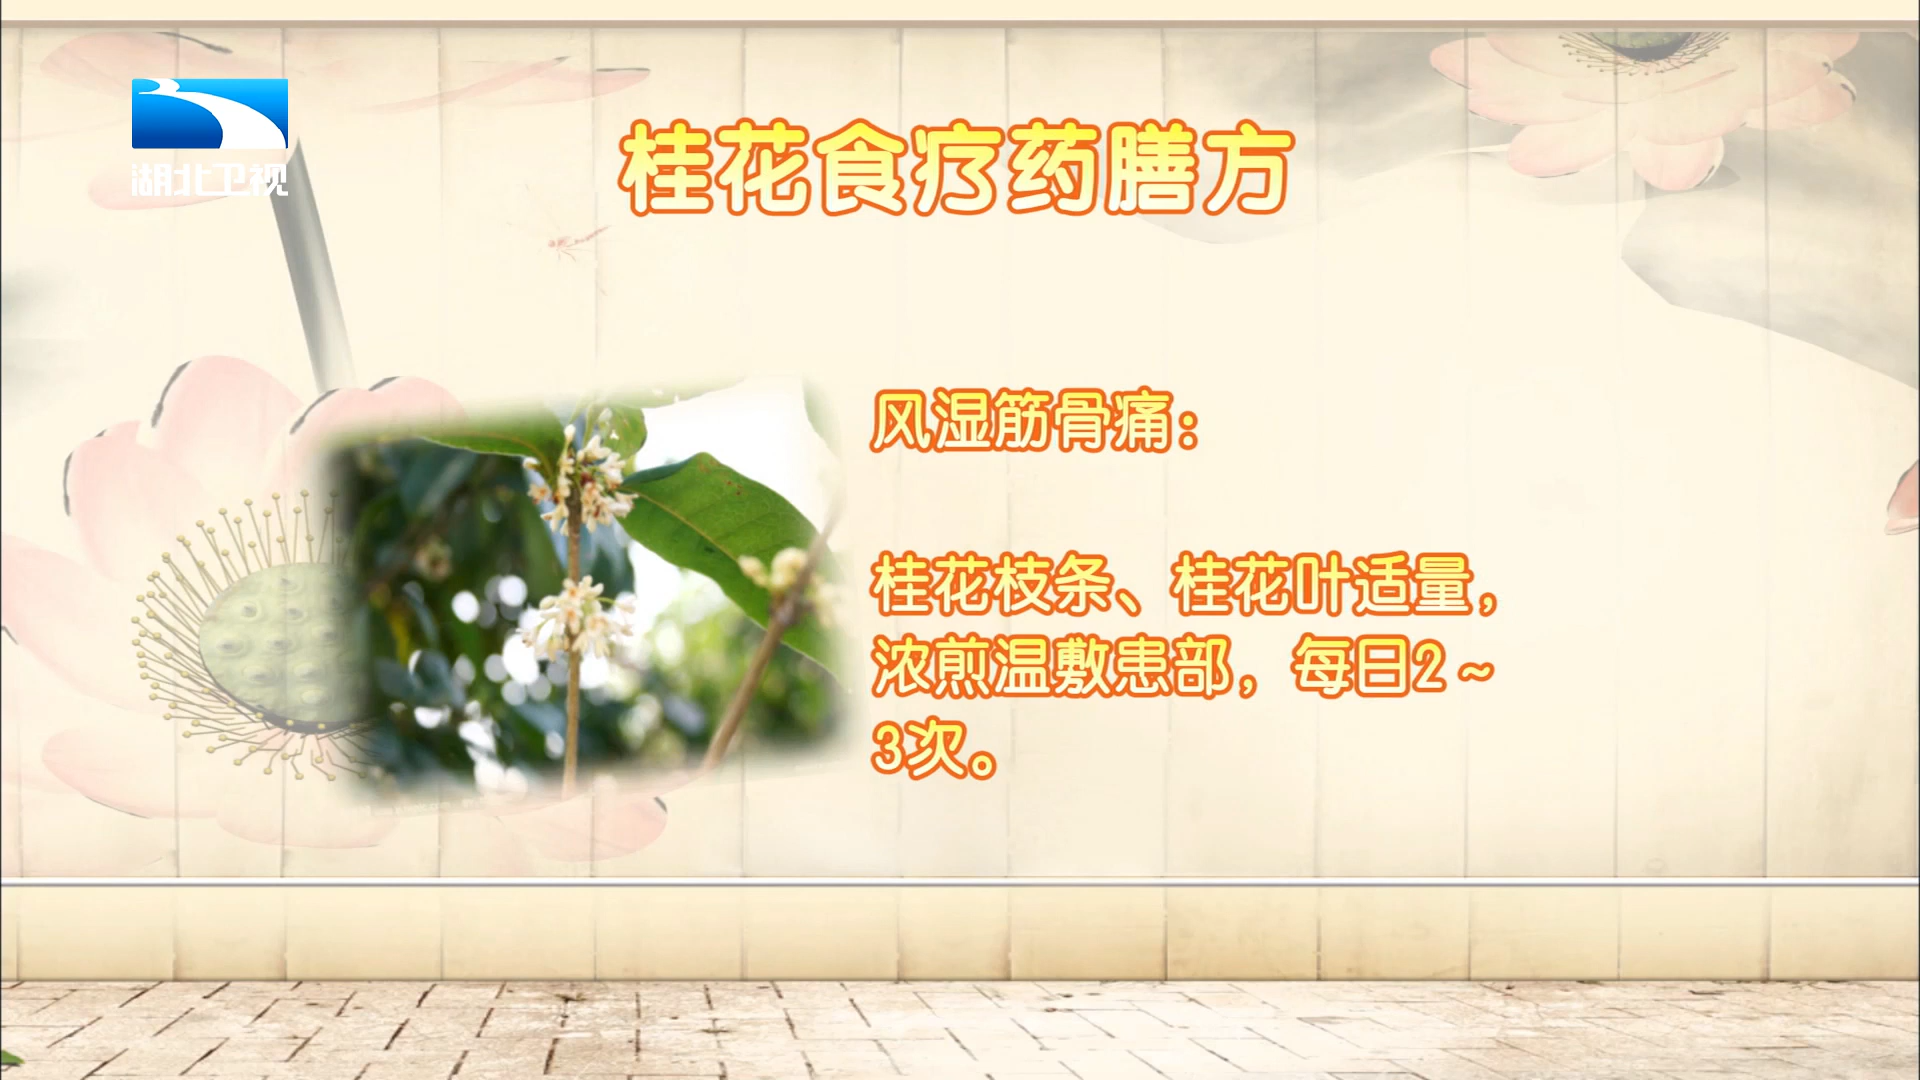 湖北卫视
桂花食疗药膳方
风湿筋骨痛：
桂花枝条、桂花叶适量，
浓煎温敷患部，每日2～
3次。